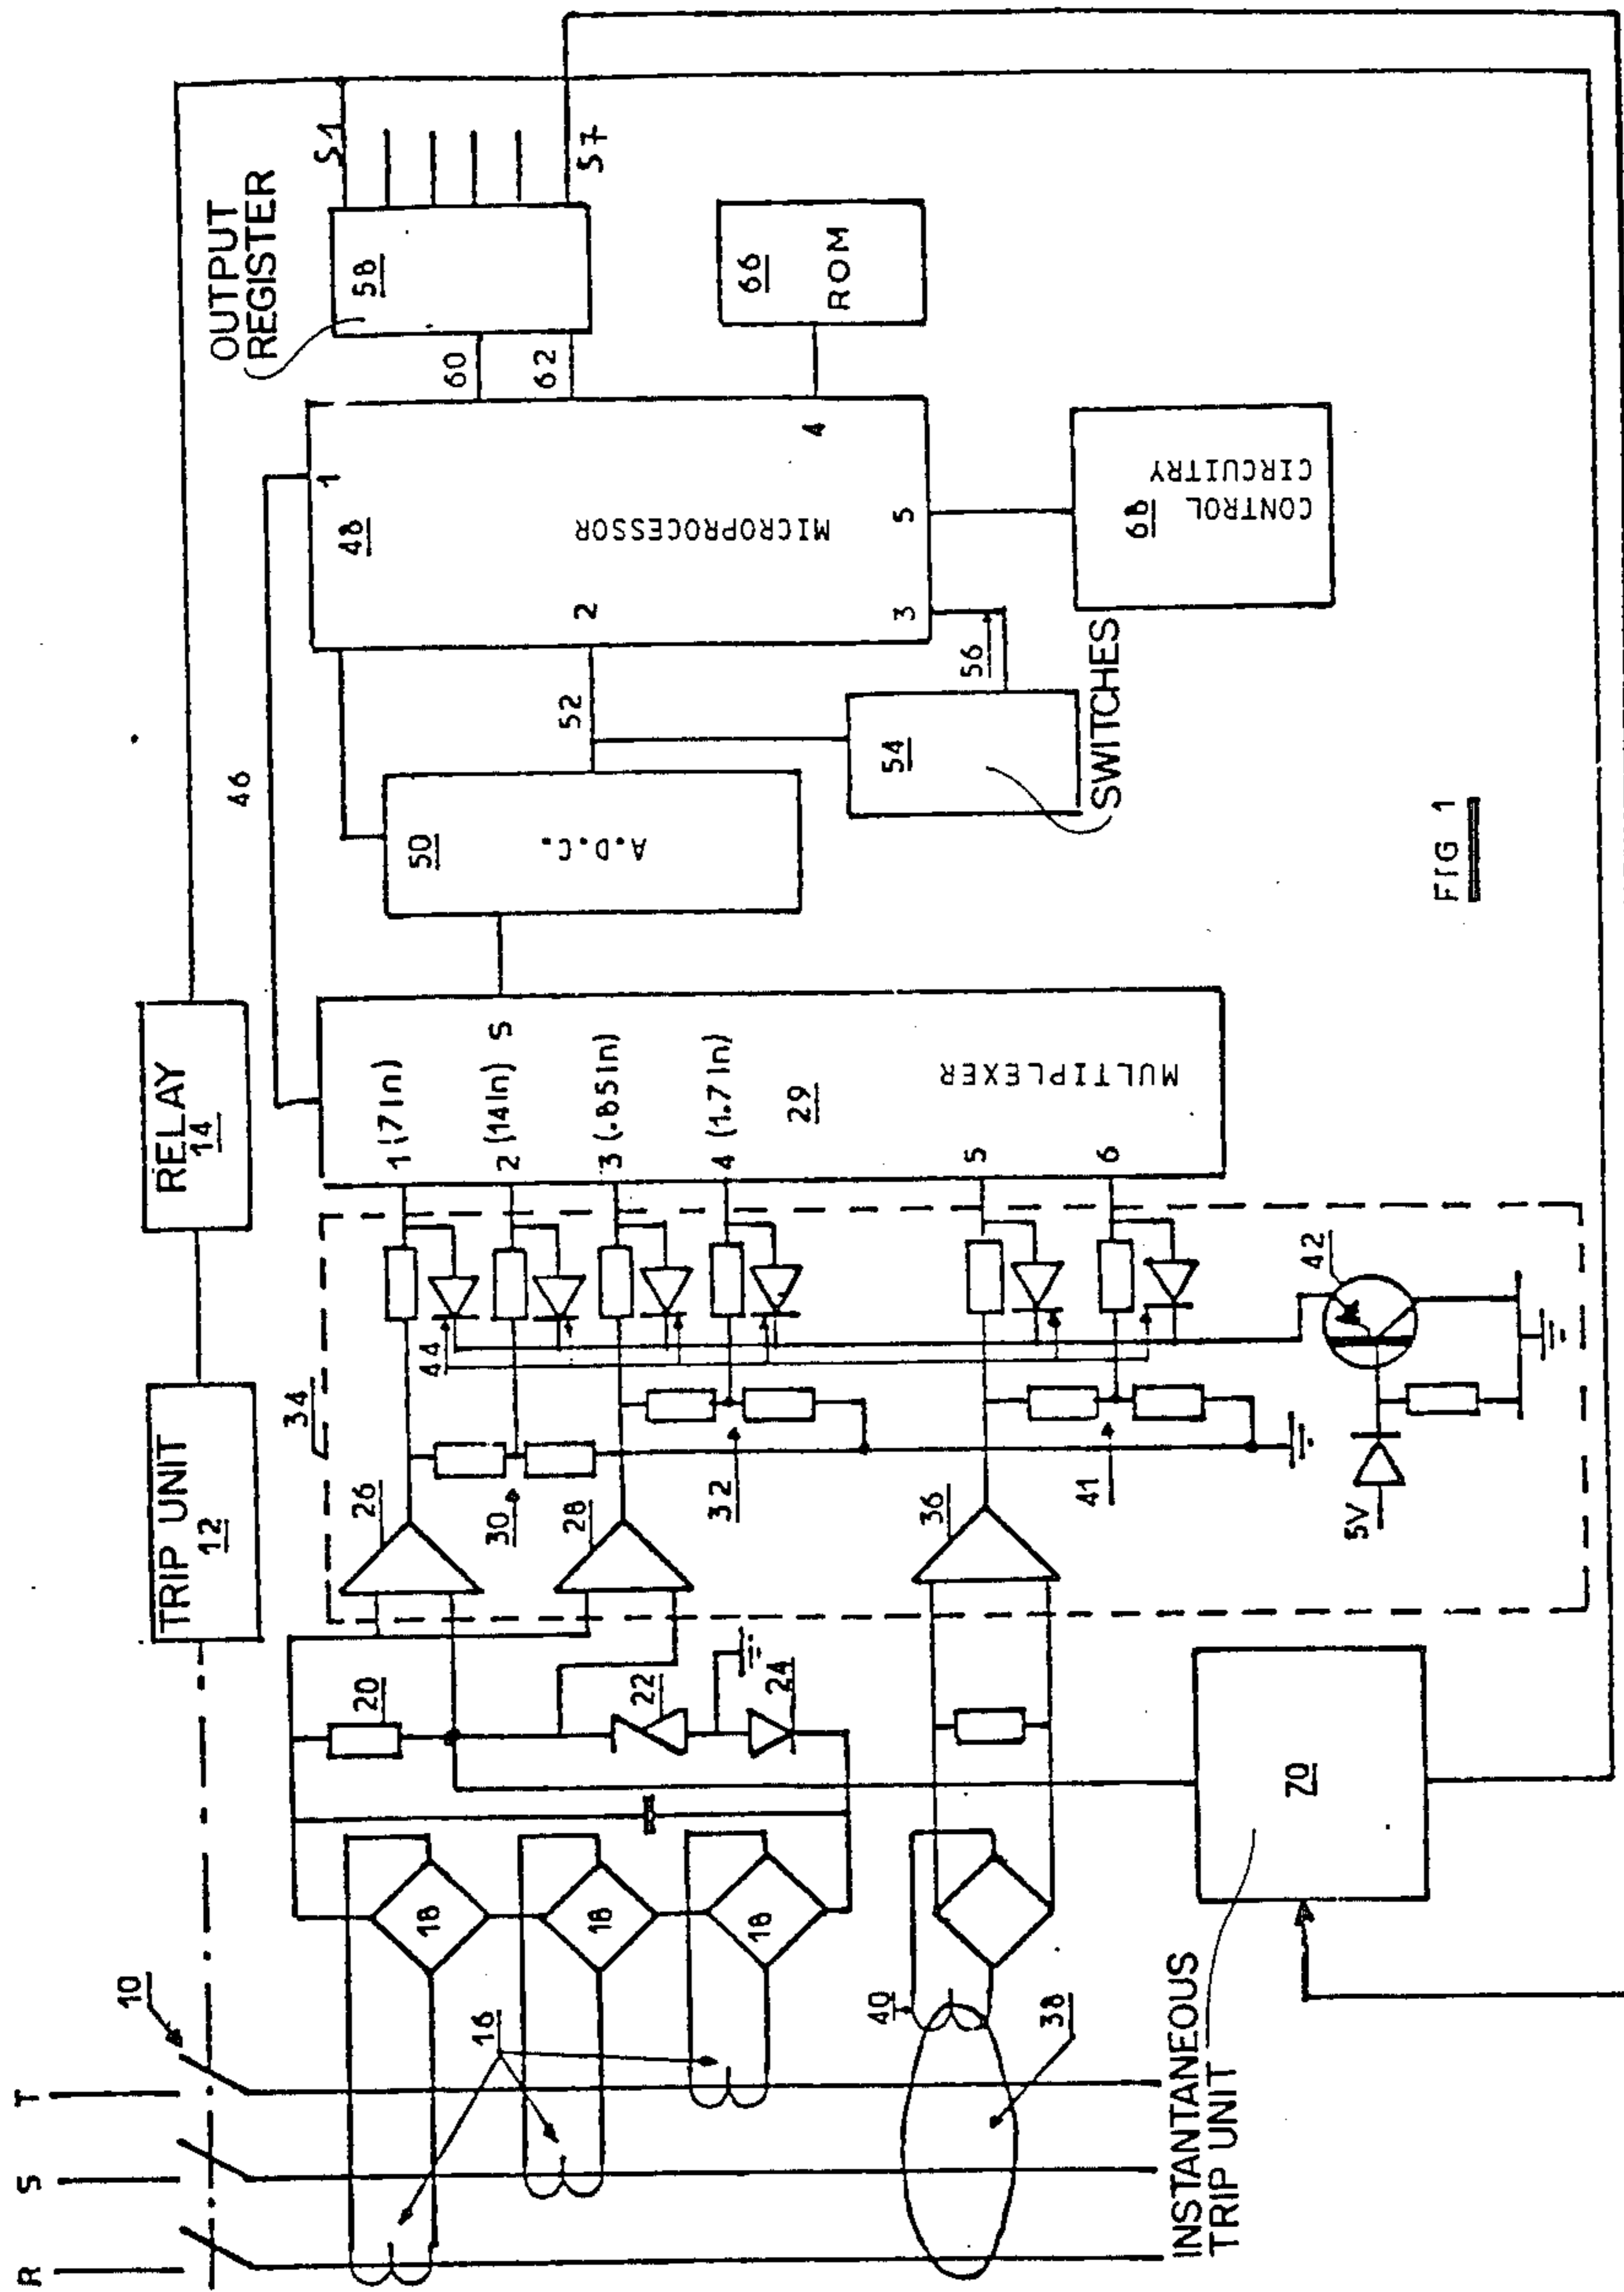 R
S
T
10
TRIP UNIT
12
RELAY
14
46
16
18
18
18
20
22
24
26
28
30
32
34
44
1 (7In)
2 (14In) S
3 (.85In)
4 (1.7In)
29
MULTIPLEXER
5
6
36
38
40
41
42
5V
50
A.D.C.
52
54
SWITCHES
56
1
48
2
MICROPROCESSOR
3
4
5
60
62
OUTPUT
REGISTER
58
S1
S7
66
ROM
68
CONTROL
CIRCUITRY
70
INSTANTANEOUS
TRIP UNIT
FIG 1